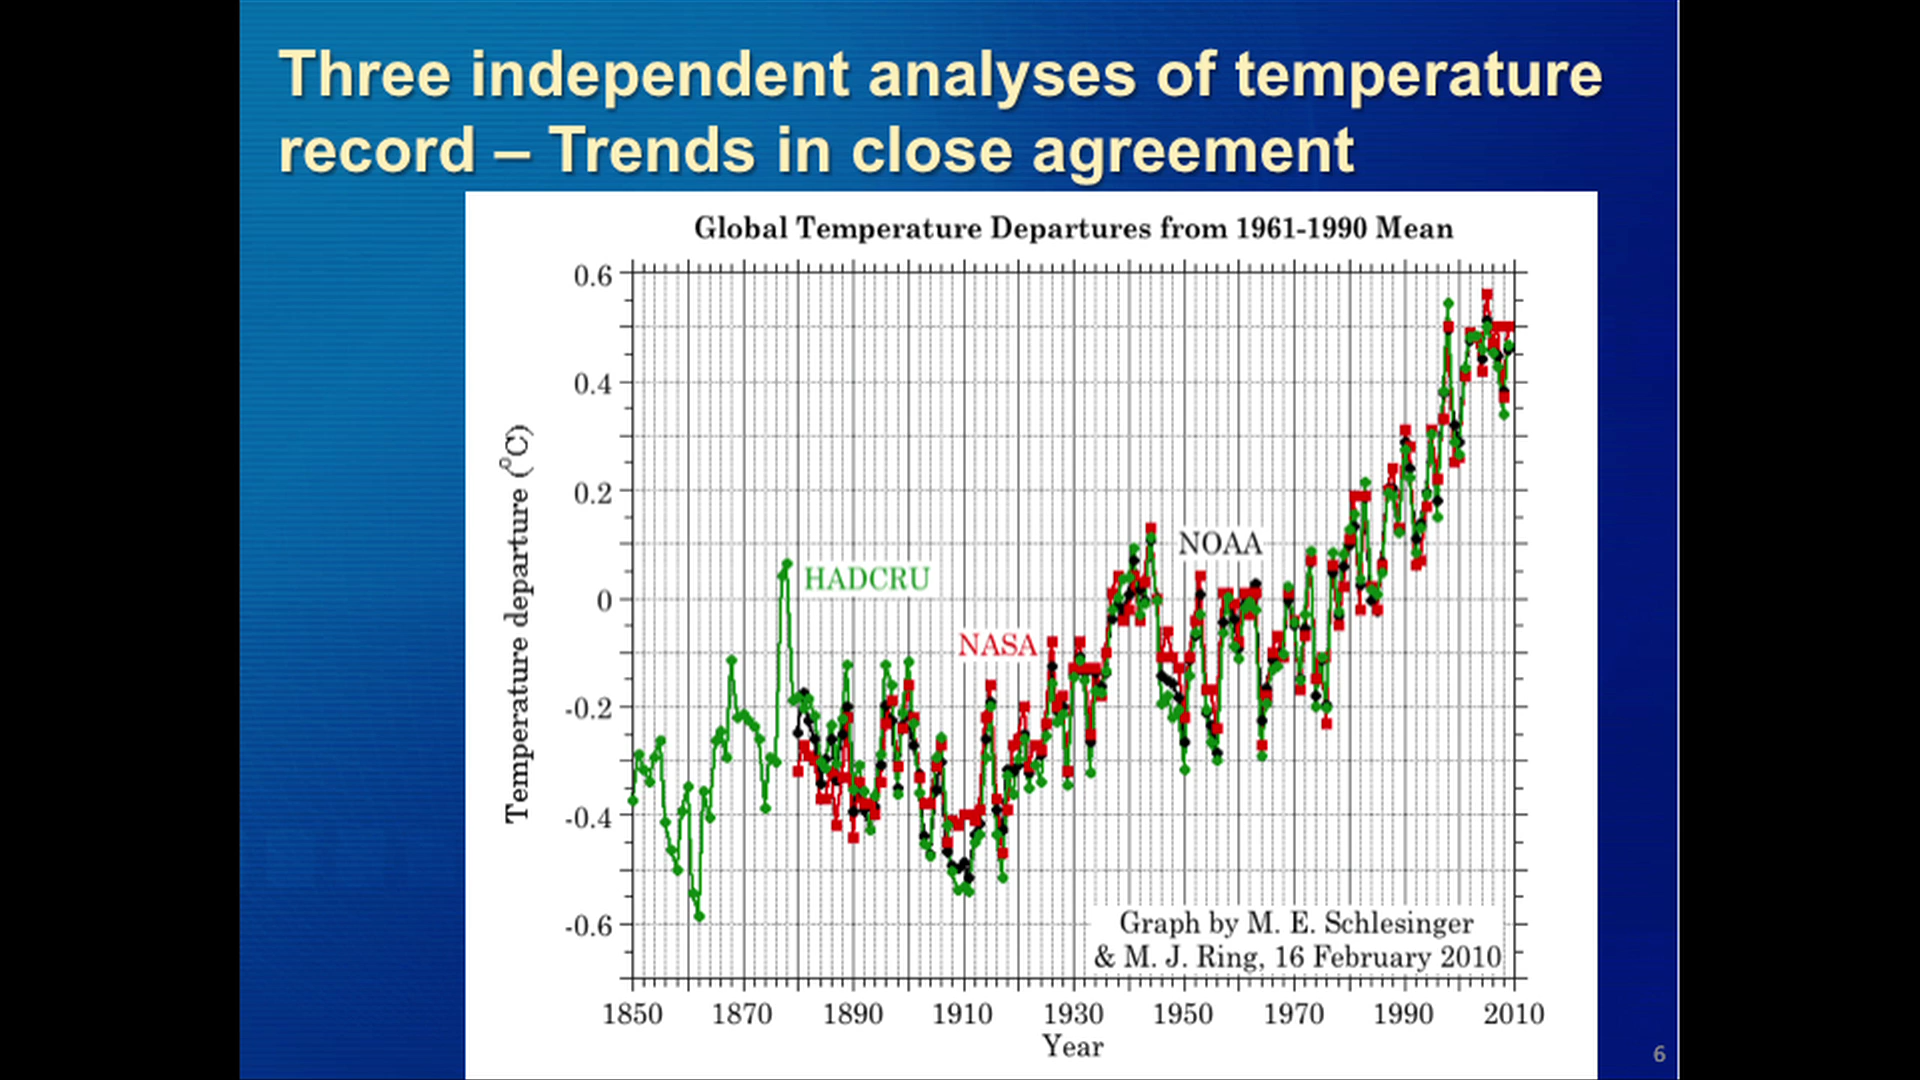 Three independent analyses of temperature
record – Trends in close agreement
Global Temperature Departures from 1961-1990 Mean
Temperature departure (°C)
0.6
0.4
0.2
0
-0.2
-0.4
-0.6
HADCRU
NASA
NOAA
Graph by M. E. Schlesinger
& M. J. Ring, 16 February 2010
1850 1870 1890 1910 1930 1950 1970 1990 2010
Year
6